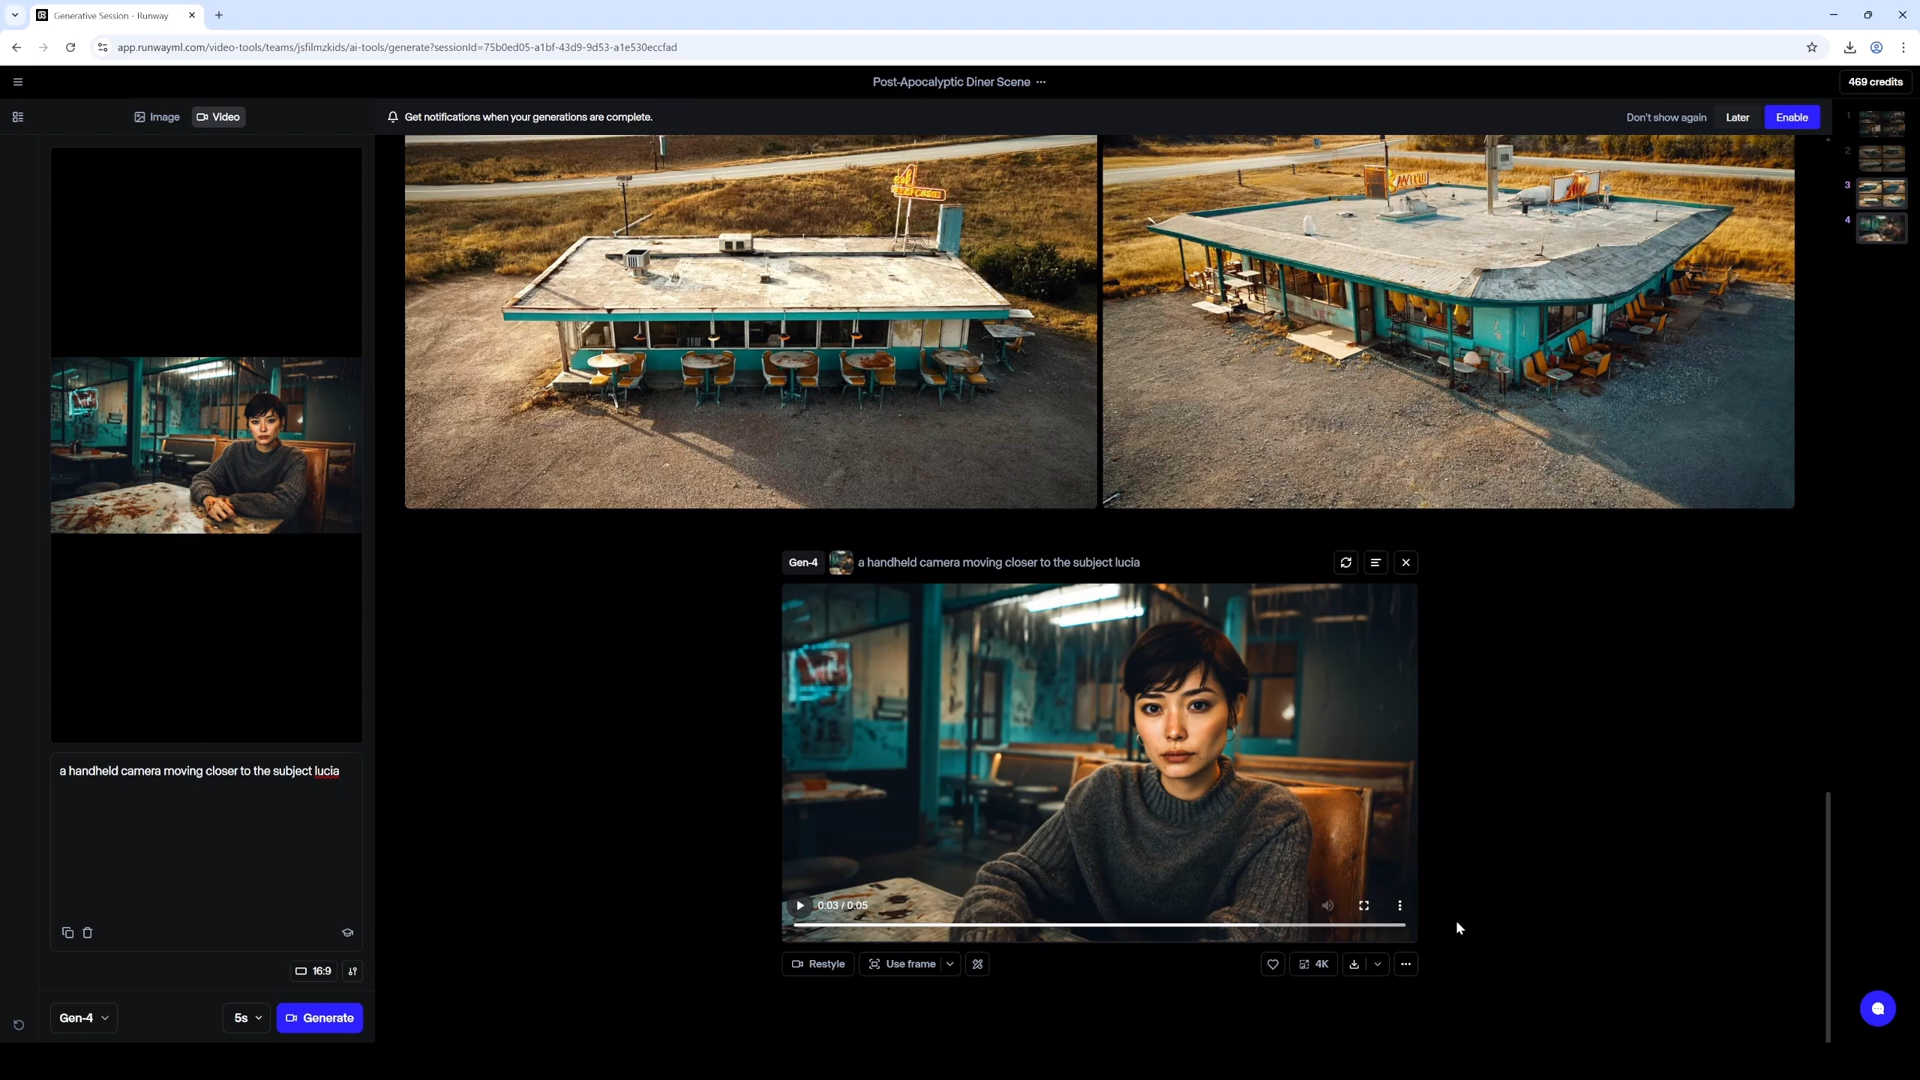 Generative Session - Runway
app.runwayml.com/video-tools/teams/jsfilmzkids/ai-tools/generate?sessionId=75b0ed05-a1bf-43d9-9d53-a1e530eccfad
Post-Apocalyptic Diner Scene
469 credits
Image
Video
Get notifications when your generations are complete.
Don't show again
Later
Enable
1
2
3
4
Gen-4
a handheld camera moving closer to the subject lucia
a handheld camera moving closer to the subject lucia
0:03 / 0:05
Restyle
Use frame
4K
16:9
Gen-4
5s
Generate